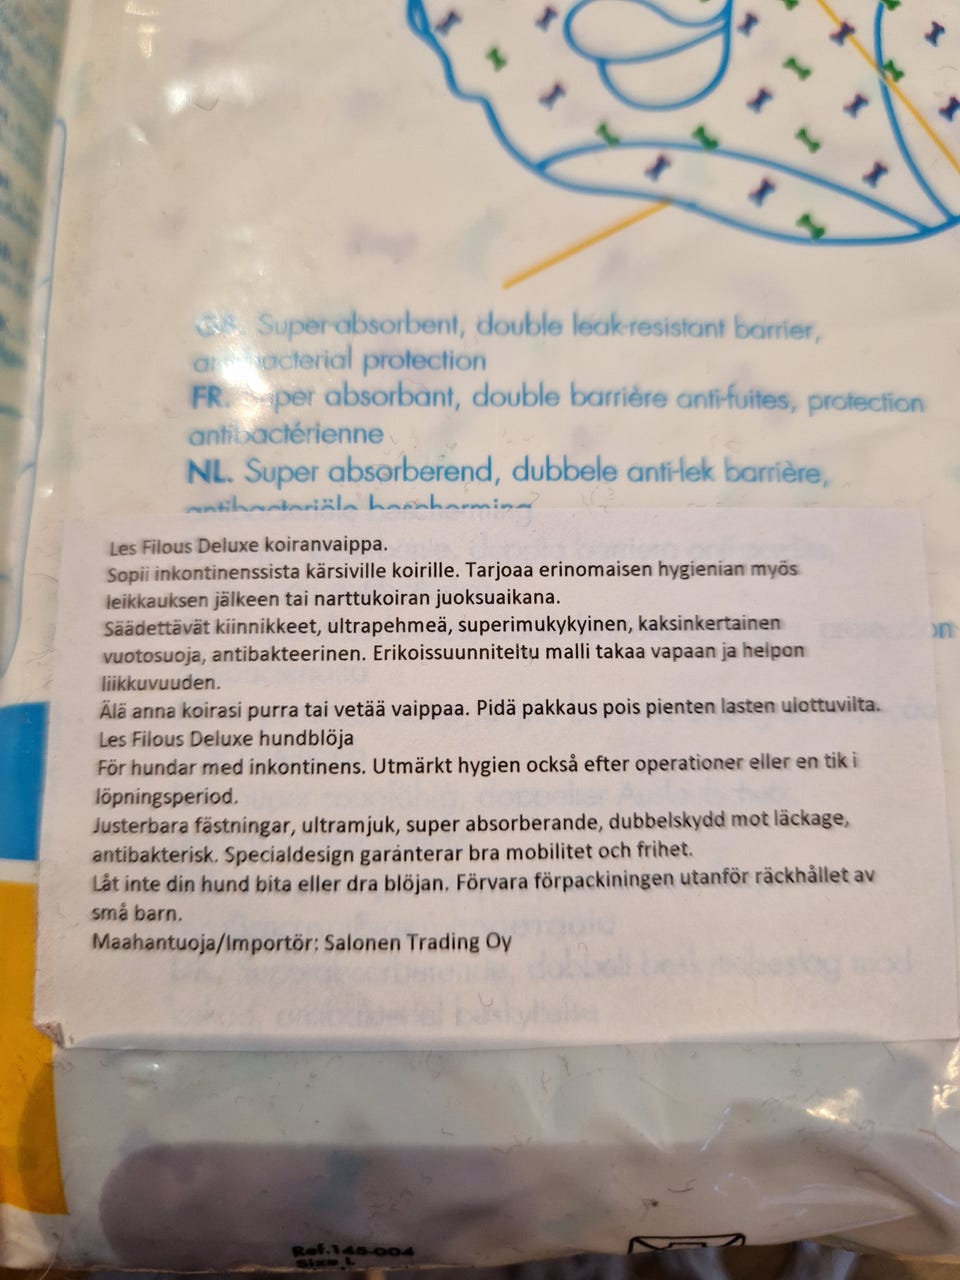 GB. Super-absorbent, double leak-resistant barrier,
antibacterial protection
FR. Super absorbant, double barrière anti-fuites, protection
antibactérienne
NL. Super absorberend, dubbele anti-lek barrière,
antibacteriële bescherming
Les Filous Deluxe koiranvaippa.
Sopii inkontinenssista kärsiville koirille. Tarjoaa erinomaisen hygienian myös
leikkauksen jälkeen tai narttukoiran juoksuaikana.
Säädettävät kiinnikkeet, ultrapehmeä, superimukykyinen, kaksinkertainen
vuotosuoja, antibakteerinen. Erikoissuunniteltu malli takaa vapaan ja helpon
liikkuvuuden.
Älä anna koirasi purra tai vetää vaippaa. Pidä pakkaus pois pienten lasten ulottuvilta.
Les Filous Deluxe hundblöja
För hundar med inkontinens. Utmärkt hygien också efter operationer eller en tik i
löpningsperiod.
Justerbara fästningar, ultramjuk, super absorberande, dubbelskydd mot läckage,
antibakterisk. Specialdesign garanterar bra mobilitet och frihet.
Låt inte din hund bita eller dra blöjan. Förvara förpackiningen utanför räckhållet av
små barn.
Maahantuoja/Importör: Salonen Trading Oy
Ref.145-004
Size L